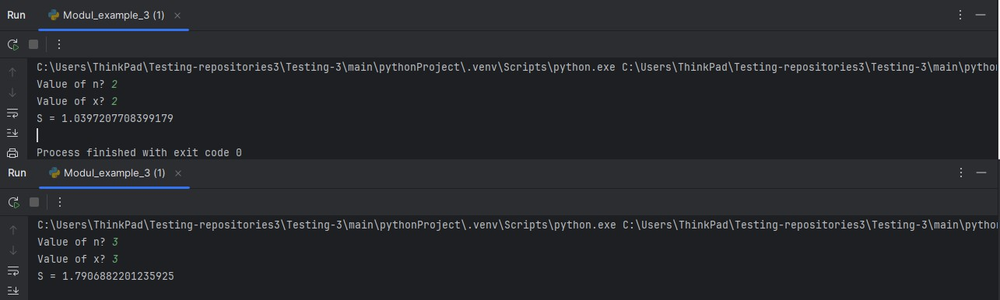 Run Modul_example_3 (1)
C:\Users\ThinkPad\Testing-repositories3\Testing-3\main\pythonProject\.venv\Scripts\python.exe C:\Users\ThinkPad\Testing-repositories3\Testing-3\main\python
Value of n? 2
Value of x? 2
S = 1.0397207708399179
Process finished with exit code 0
Run Modul_example_3 (1)
C:\Users\ThinkPad\Testing-repositories3\Testing-3\main\pythonProject\.venv\Scripts\python.exe C:\Users\ThinkPad\Testing-repositories3\Testing-3\main\pytho
Value of n? 3
Value of x? 3
S = 1.7906882201235925